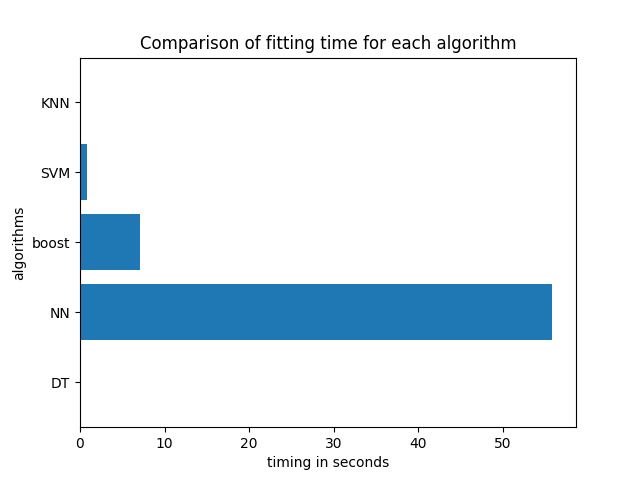 Comparison of fitting time for each algorithm
KNN
SVM
boost
NN
DT
algorithms
0 10 20 30 40 50
timing in seconds